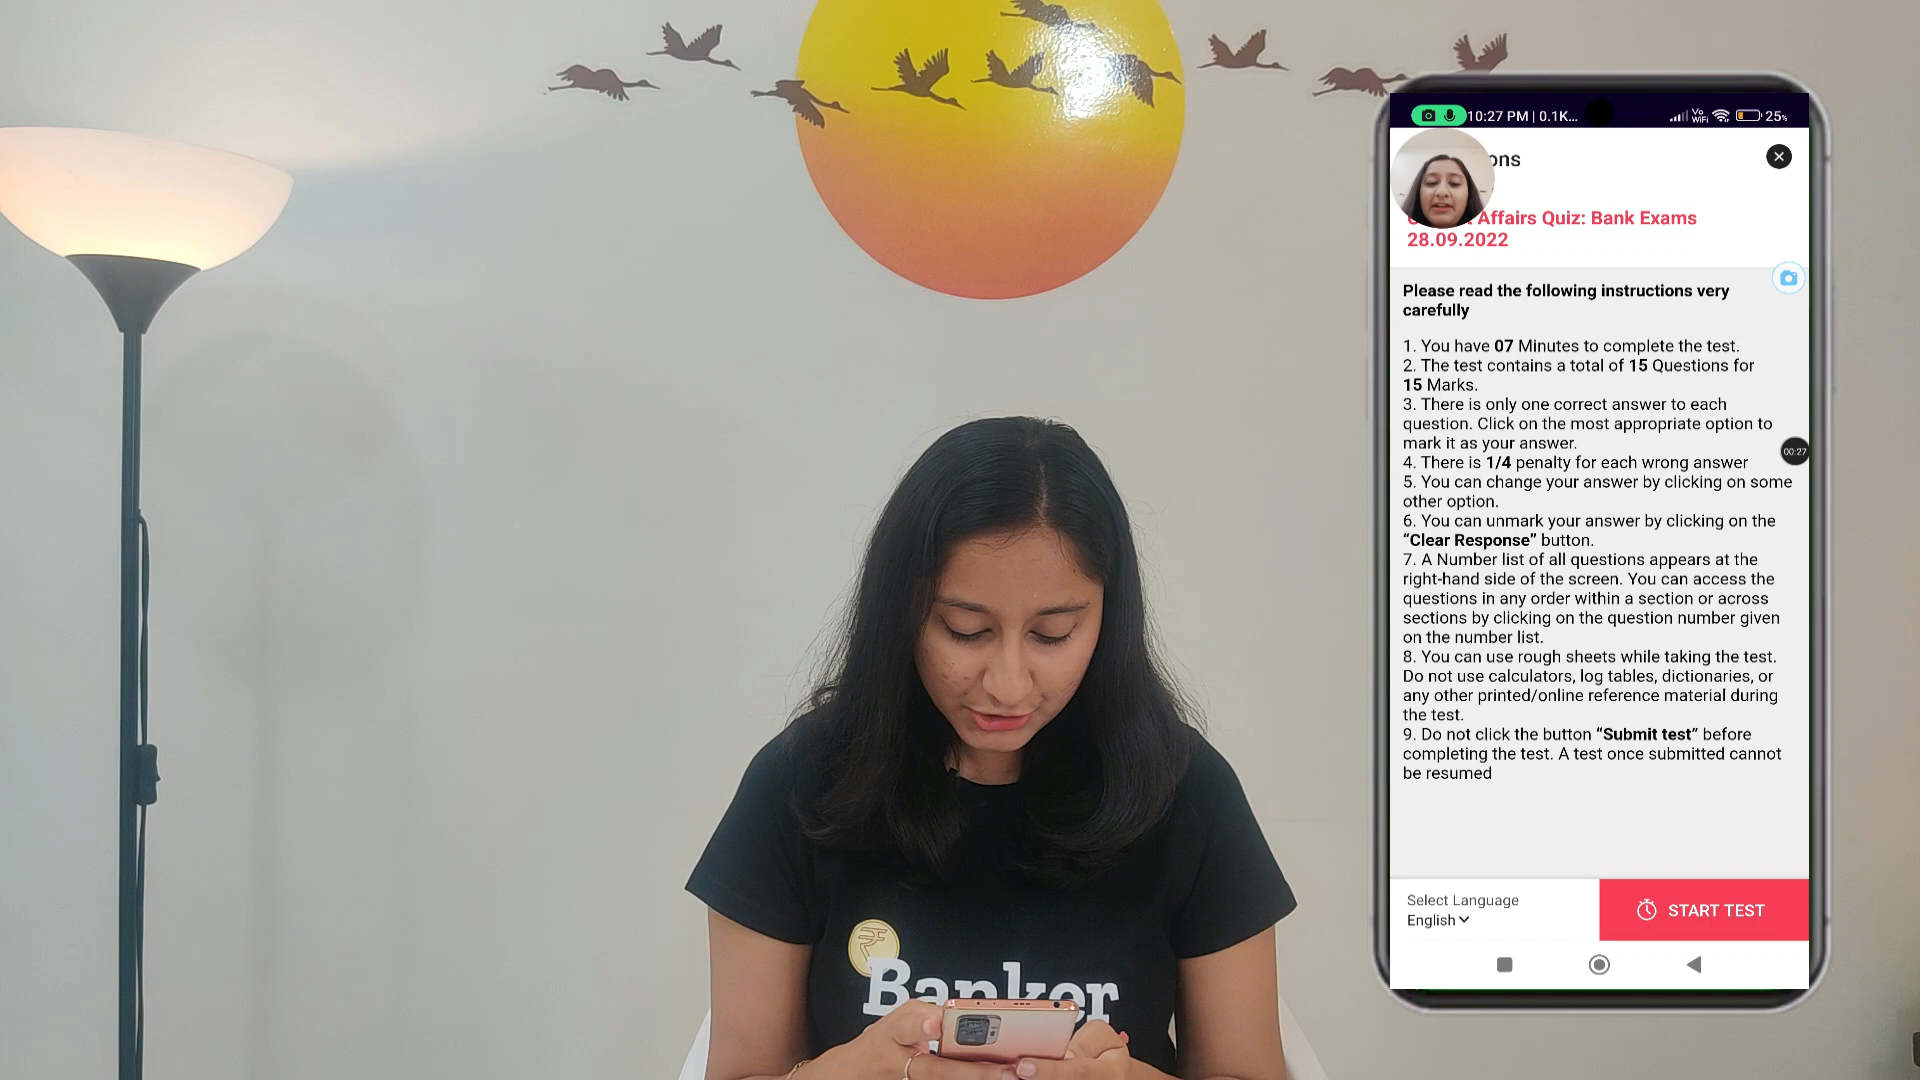 10:27 PM | 0.1K...
Vo
WiFi
25%
ons
Affairs Quiz: Bank Exams
28.09.2022
Please read the following instructions very
carefully
1. You have 07 Minutes to complete the test.
2. The test contains a total of 15 Questions for
15 Marks.
3. There is only one correct answer to each
question. Click on the most appropriate option to
mark it as your answer.
4. There is 1/4 penalty for each wrong answer
00:27
5. You can change your answer by clicking on some
other option.
6. You can unmark your answer by clicking on the
“Clear Response” button.
7. A Number list of all questions appears at the
right-hand side of the screen. You can access the
questions in any order within a section or across
sections by clicking on the question number given
on the number list.
8. You can use rough sheets while taking the test.
Do not use calculators, log tables, dictionaries, or
any other printed/online reference material during
the test.
9. Do not click the button “Submit test” before
completing the test. A test once submitted cannot
be resumed
Select Language
English
START TEST
₹
Banker